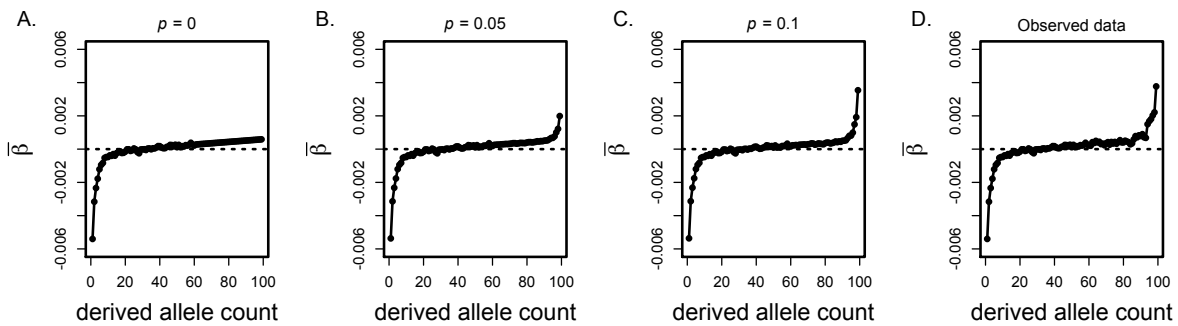 A.
p = 0
0.006
0.002
-0.002
-0.006
β̅
0 20 40 60 80 100
derived allele count
B.
p = 0.05
0.006
0.002
-0.002
-0.006
β̅
0 20 40 60 80 100
derived allele count
C.
p = 0.1
0.006
0.002
-0.002
-0.006
β̅
0 20 40 60 80 100
derived allele count
D.
Observed data
0.006
0.002
-0.002
-0.006
β̅
0 20 40 60 80 100
derived allele count